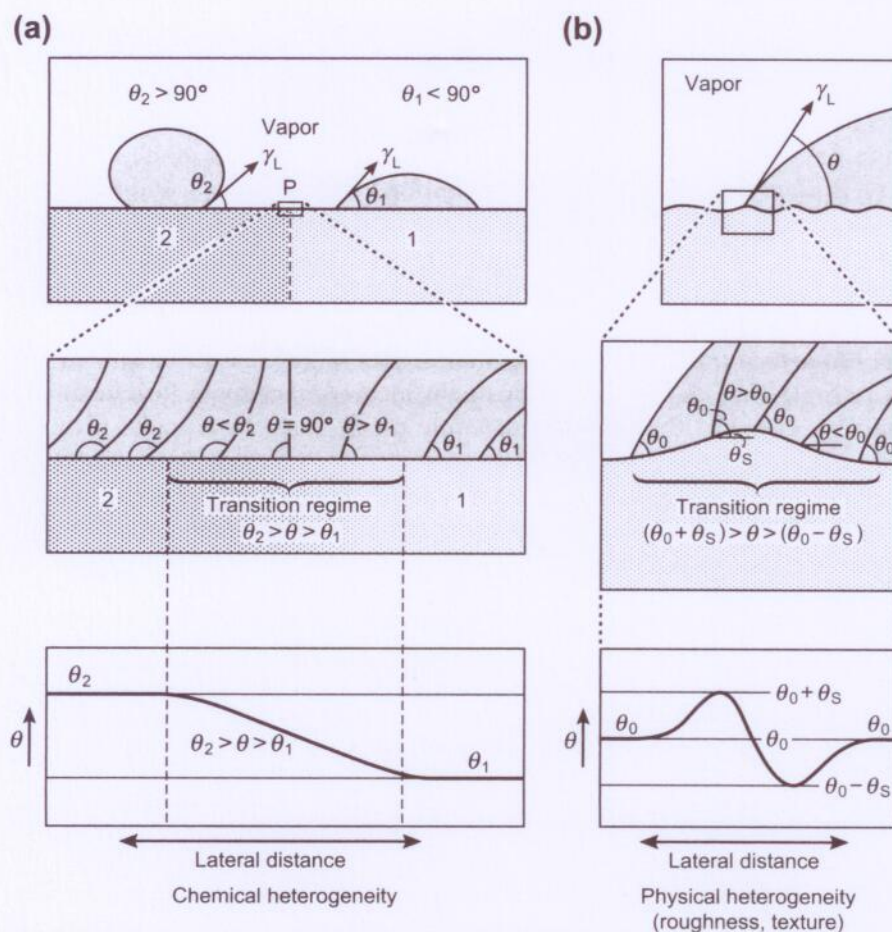 (a)
θ₂ > 90°
θ₁ < 90°
Vapor
γL
γL
θ₂
P
θ₁
2
1
θ₂
θ₂
θ < θ₂
θ = 90°
θ > θ₁
θ₁
θ₁
2
Transition regime
1
θ₂ > θ > θ₁
θ₂
θ
θ₂ > θ > θ₁
θ₁
Lateral distance
Chemical heterogeneity
(b)
Vapor
γL
θ
θ₀
θ₀
θ>θ₀
θ₀
θ<θ₀
θ₀
θS
Transition regime
(θ₀ + θS) > θ > (θ₀ − θS)
θ₀ + θS
θ
θ₀
θ₀
θ₀
θ₀ − θS
Lateral distance
Physical heterogeneity
(roughness, texture)